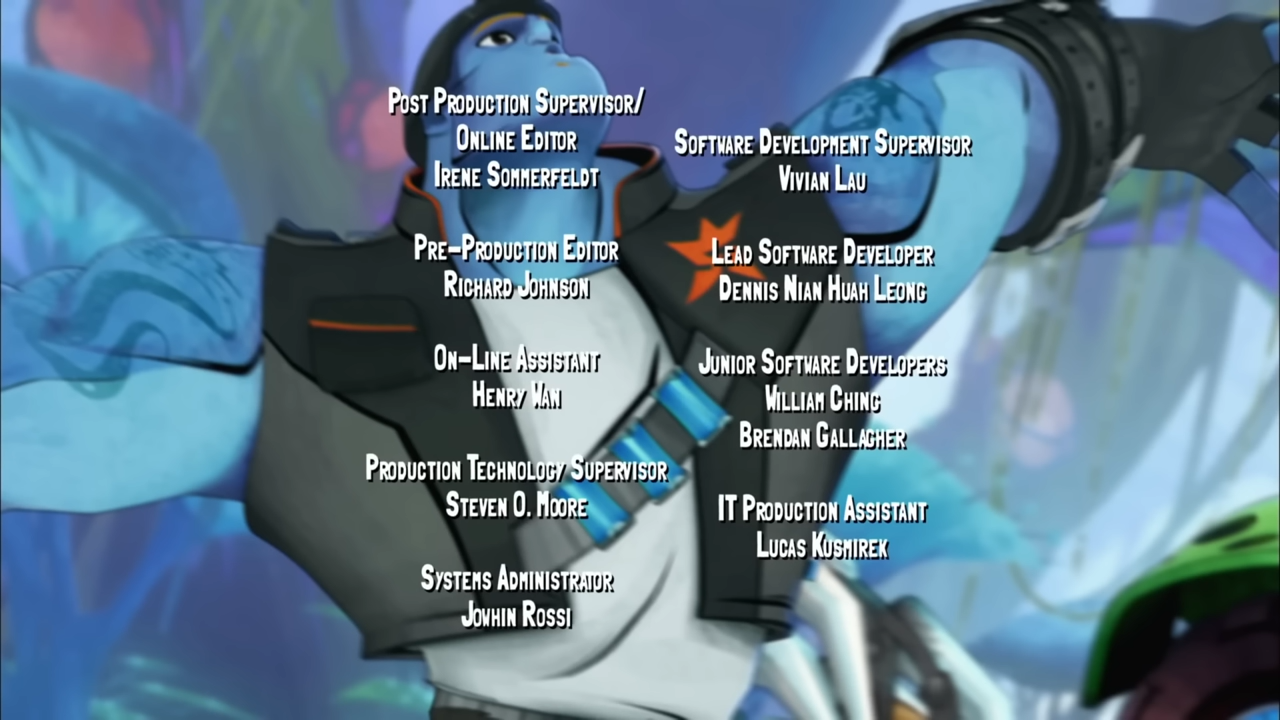 Post Production Supervisor/
Online Editor
Irene Sommerfeldt
Pre-Production Editor
Richard Johnson
On-Line Assistant
Henry Wan
Production Technology Supervisor
Steven O. Moore
Systems Administrator
Jowhin Rossi
Software Development Supervisor
Vivian Lau
Lead Software Developer
Dennis Nian Huah Leong
Junior Software Developers
William Ching
Brendan Gallagher
IT Production Assistant
Lucas Kusmirek